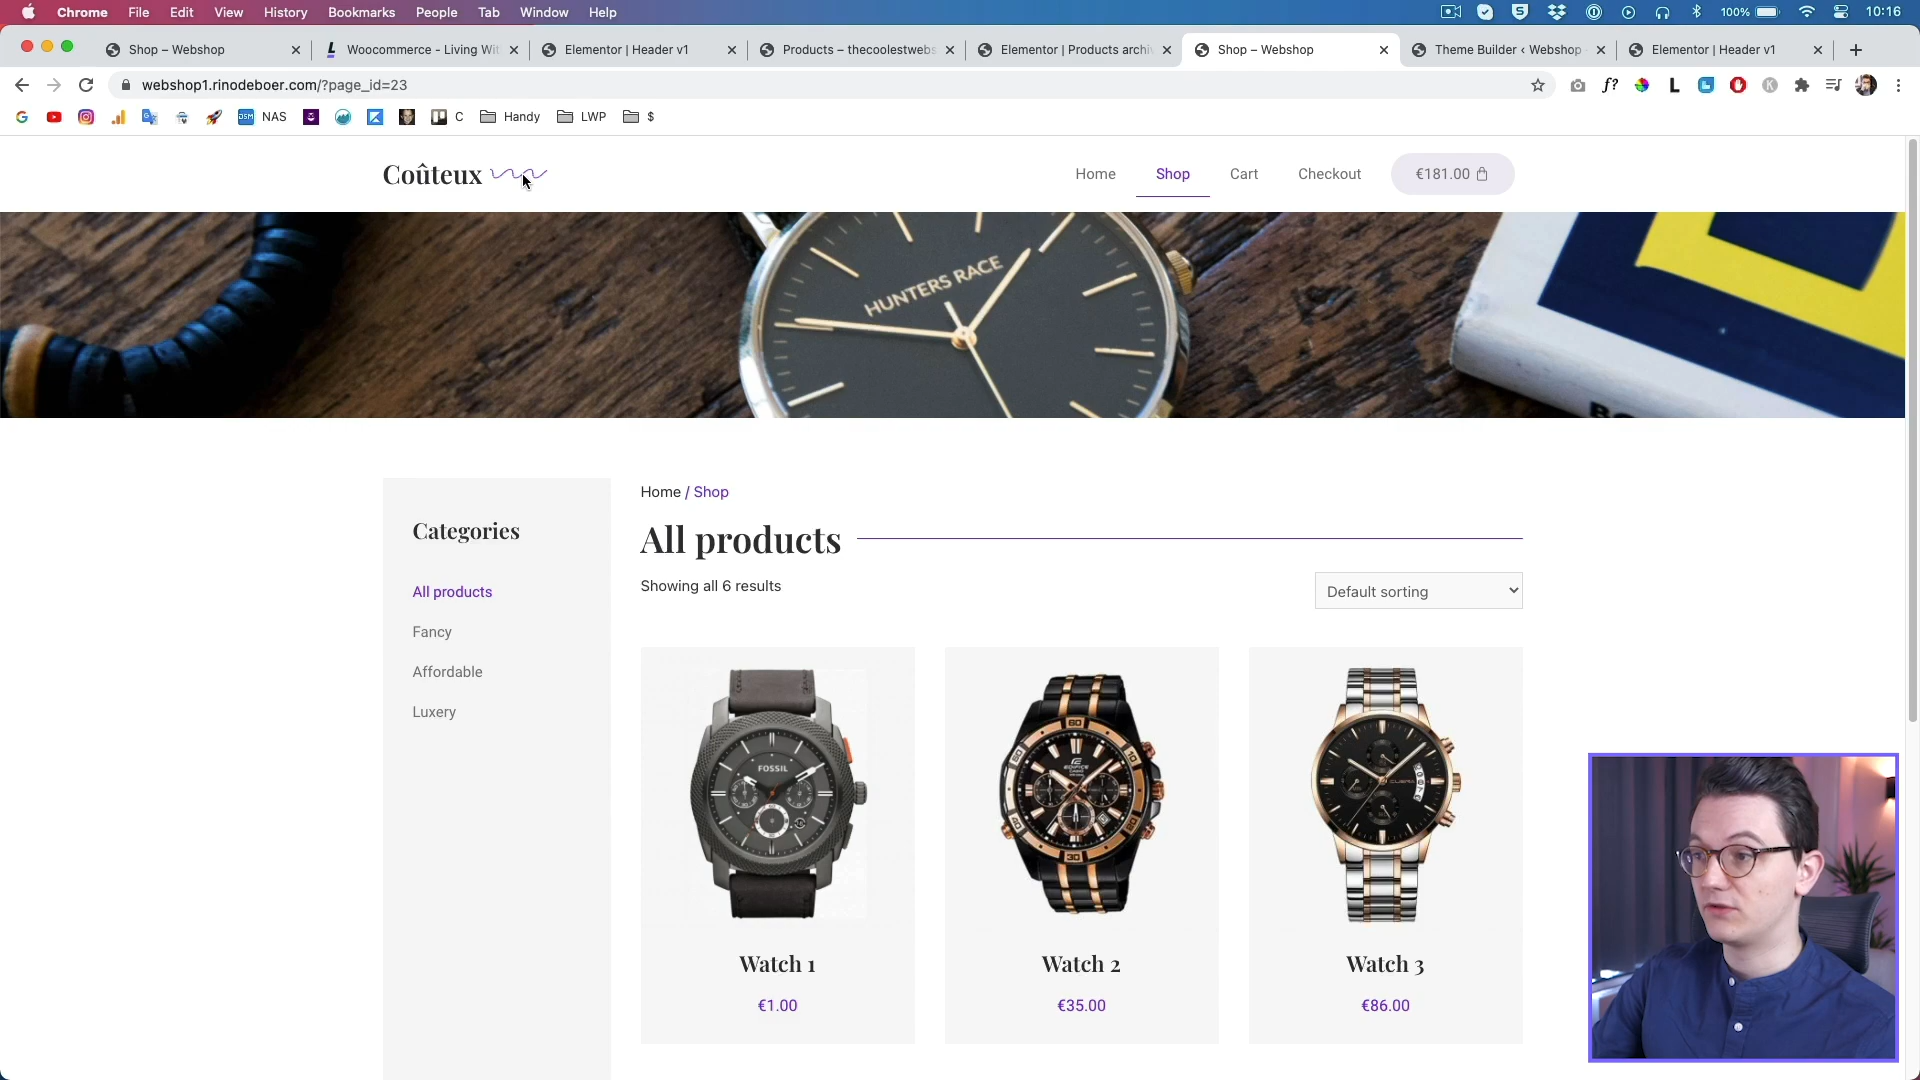 Chrome File Edit View History Bookmarks People Tab Window Help 100% 10:16
Shop – Webshop Woocommerce - Living Wit Elementor | Header v1 Products – thecoolestwebs Elementor | Products archi Shop – Webshop Theme Builder ‹ Webshop Elementor | Header v1
webshop1.rinodeboer.com/?page_id=23
NAS C Handy LWP $
Coûteux Home Shop Cart Checkout €181.00
HUNTERS RACE
Home / Shop
Categories
All products
Showing all 6 results
Default sorting
All products
Fancy
Affordable
Luxery
FOSSIL
EDIFICE
Watch 1
€1.00
Watch 2
€35.00
Watch 3
€86.00